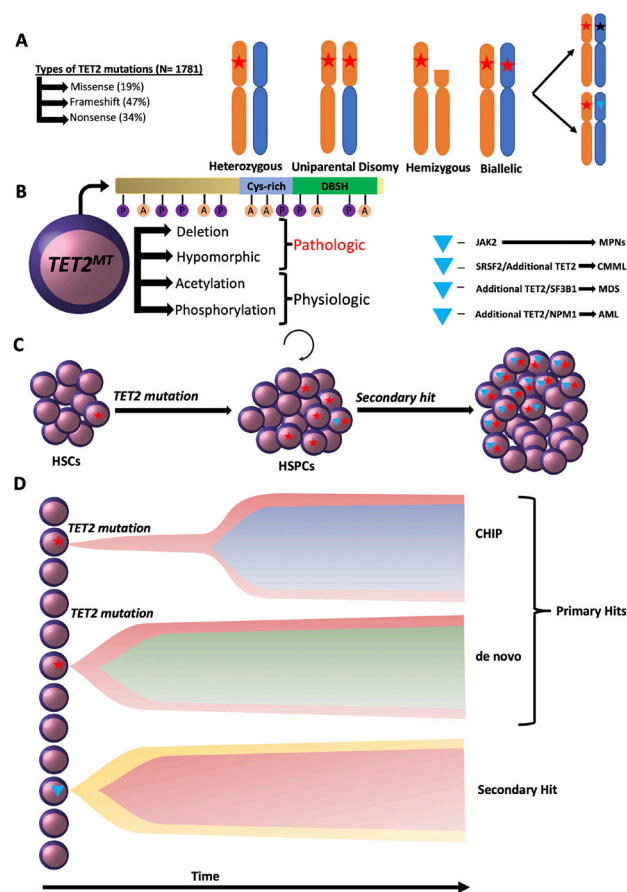 A
Types of TET2 mutations (N= 1781)
Missense (19%)
Frameshift (47%)
Nonsense (34%)
Heterozygous
Uniparental Disomy
Hemizygous
Biallelic
B
Cys-rich
DBSH
P A P P A P A A P P A P A
TET2MT
Deletion
Hypomorphic
Pathologic
Acetylation
Phosphorylation
Physiologic
– JAK2 MPNs
– SRSF2/Additional TET2 CMML
– Additional TET2/SF3B1 MDS
– Additional TET2/NPM1 AML
C
TET2 mutation
Secondary hit
HSCs
HSPCs
D
TET2 mutation
CHIP
Primary Hits
TET2 mutation
de novo
Secondary Hit
Time